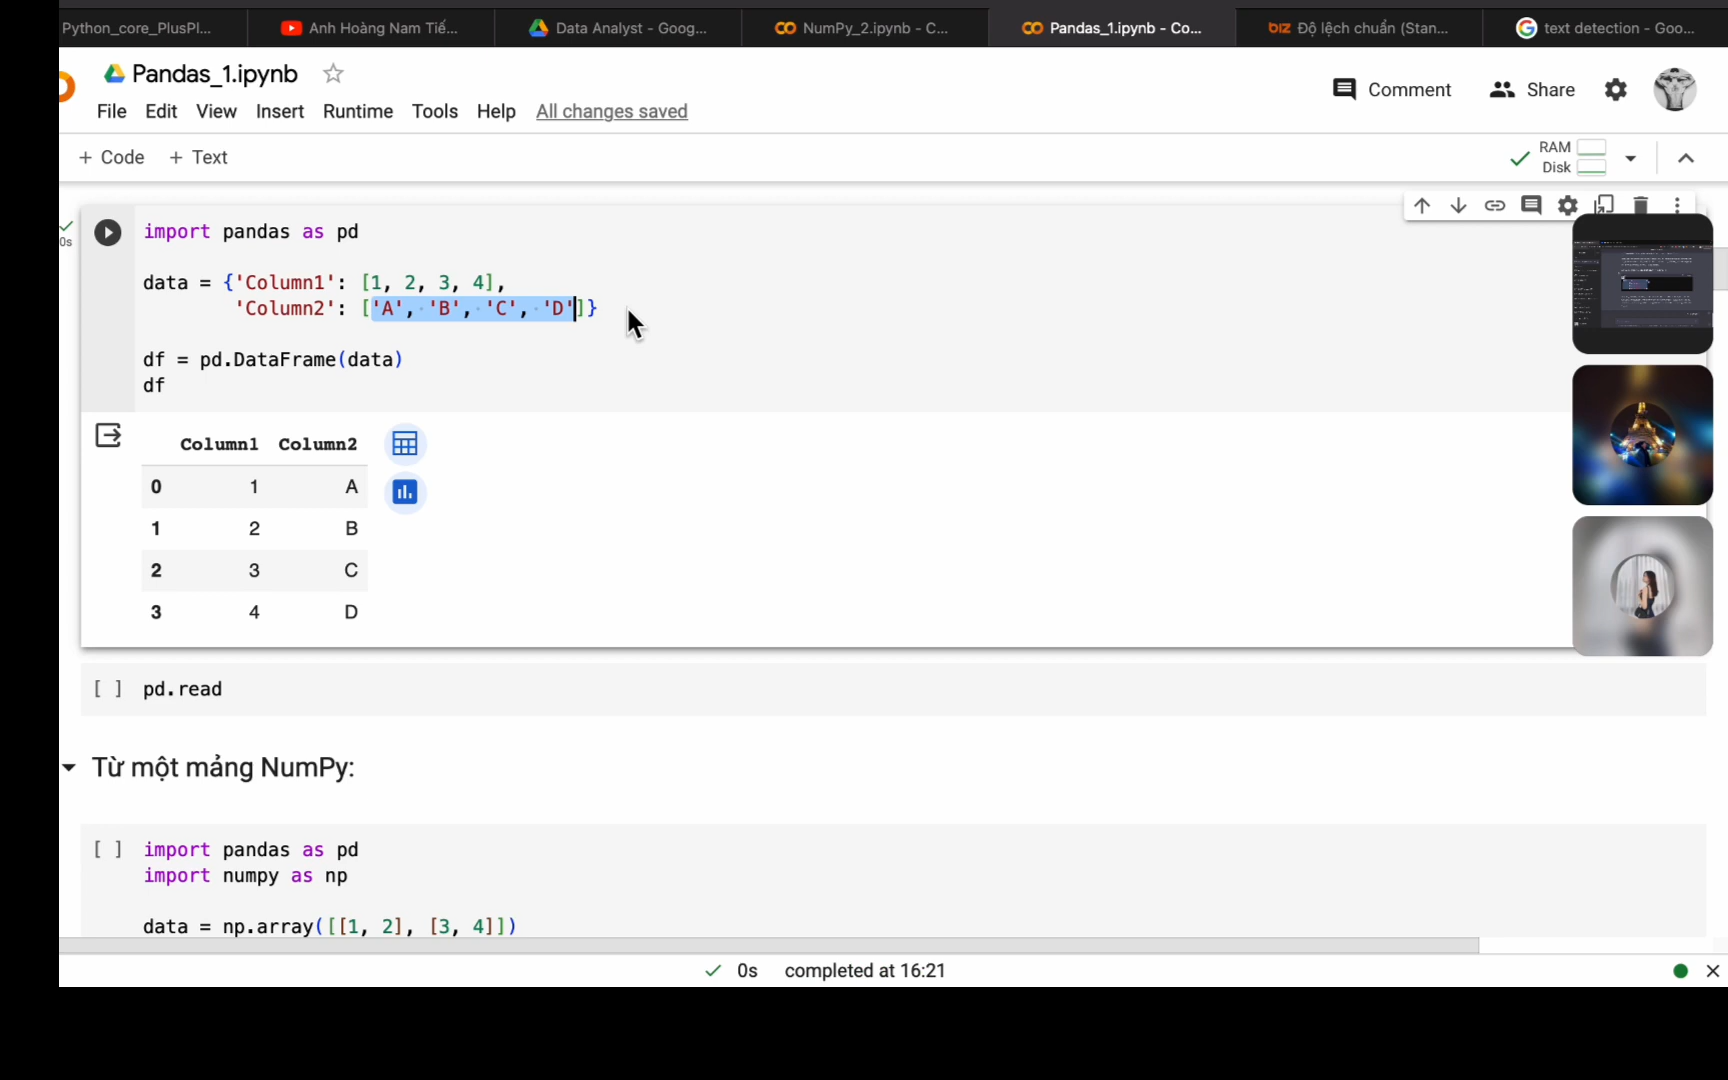 Python_core_PlusPl...
Anh Hoàng Nam Tiế...
Data Analyst - Goog...
NumPy_2.ipynb - C...
Pandas_1.ipynb - Co...
biz Độ lệch chuẩn (Stan...
text detection - Goo...
Pandas_1.ipynb
Comment
Share
File Edit View Insert Runtime Tools Help All changes saved
+ Code + Text
RAM
Disk
0s
import pandas as pd
data = {'Column1': [1, 2, 3, 4],
'Column2': ['A', 'B', 'C', 'D']}
df = pd.DataFrame(data)
df
Column1 Column2
0 1 A
1 2 B
2 3 C
3 4 D
[ ] pd.read
Từ một mảng NumPy:
[ ] import pandas as pd
import numpy as np
data = np.array([[1, 2], [3, 4]])
0s completed at 16:21